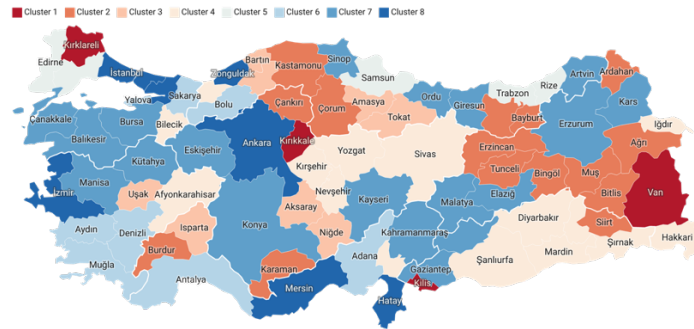 Cluster 1 Cluster 2 Cluster 3 Cluster 4 Cluster 5 Cluster 6 Cluster 7 Cluster 8
Kırklareli
Edirne
İstanbul
Zonguldak
Bartın
Kastamonu
Sinop
Samsun
Ordu
Giresun
Trabzon
Rize
Artvin
Ardahan
Kars
Yalova
Sakarya
Bolu
Çankırı
Çorum
Amasya
Tokat
Bayburt
Erzurum
Iğdır
Çanakkale
Bursa
Bilecik
Balıkesir
Kütahya
Eskişehir
Ankara
Kırıkkale
Kırşehir
Yozgat
Sivas
Erzincan
Tunceli
Bingöl
Muş
Ağrı
Van
Bitlis
Siirt
İzmir
Manisa
Uşak
Afyonkarahisar
Nevşehir
Aksaray
Kayseri
Malatya
Elazığ
Diyarbakır
Aydın
Denizli
Isparta
Burdur
Konya
Niğde
Kahramanmaraş
Adana
Gaziantep
Şanlıurfa
Mardin
Şırnak
Hakkari
Muğla
Antalya
Karaman
Mersin
Hatay
Kilis